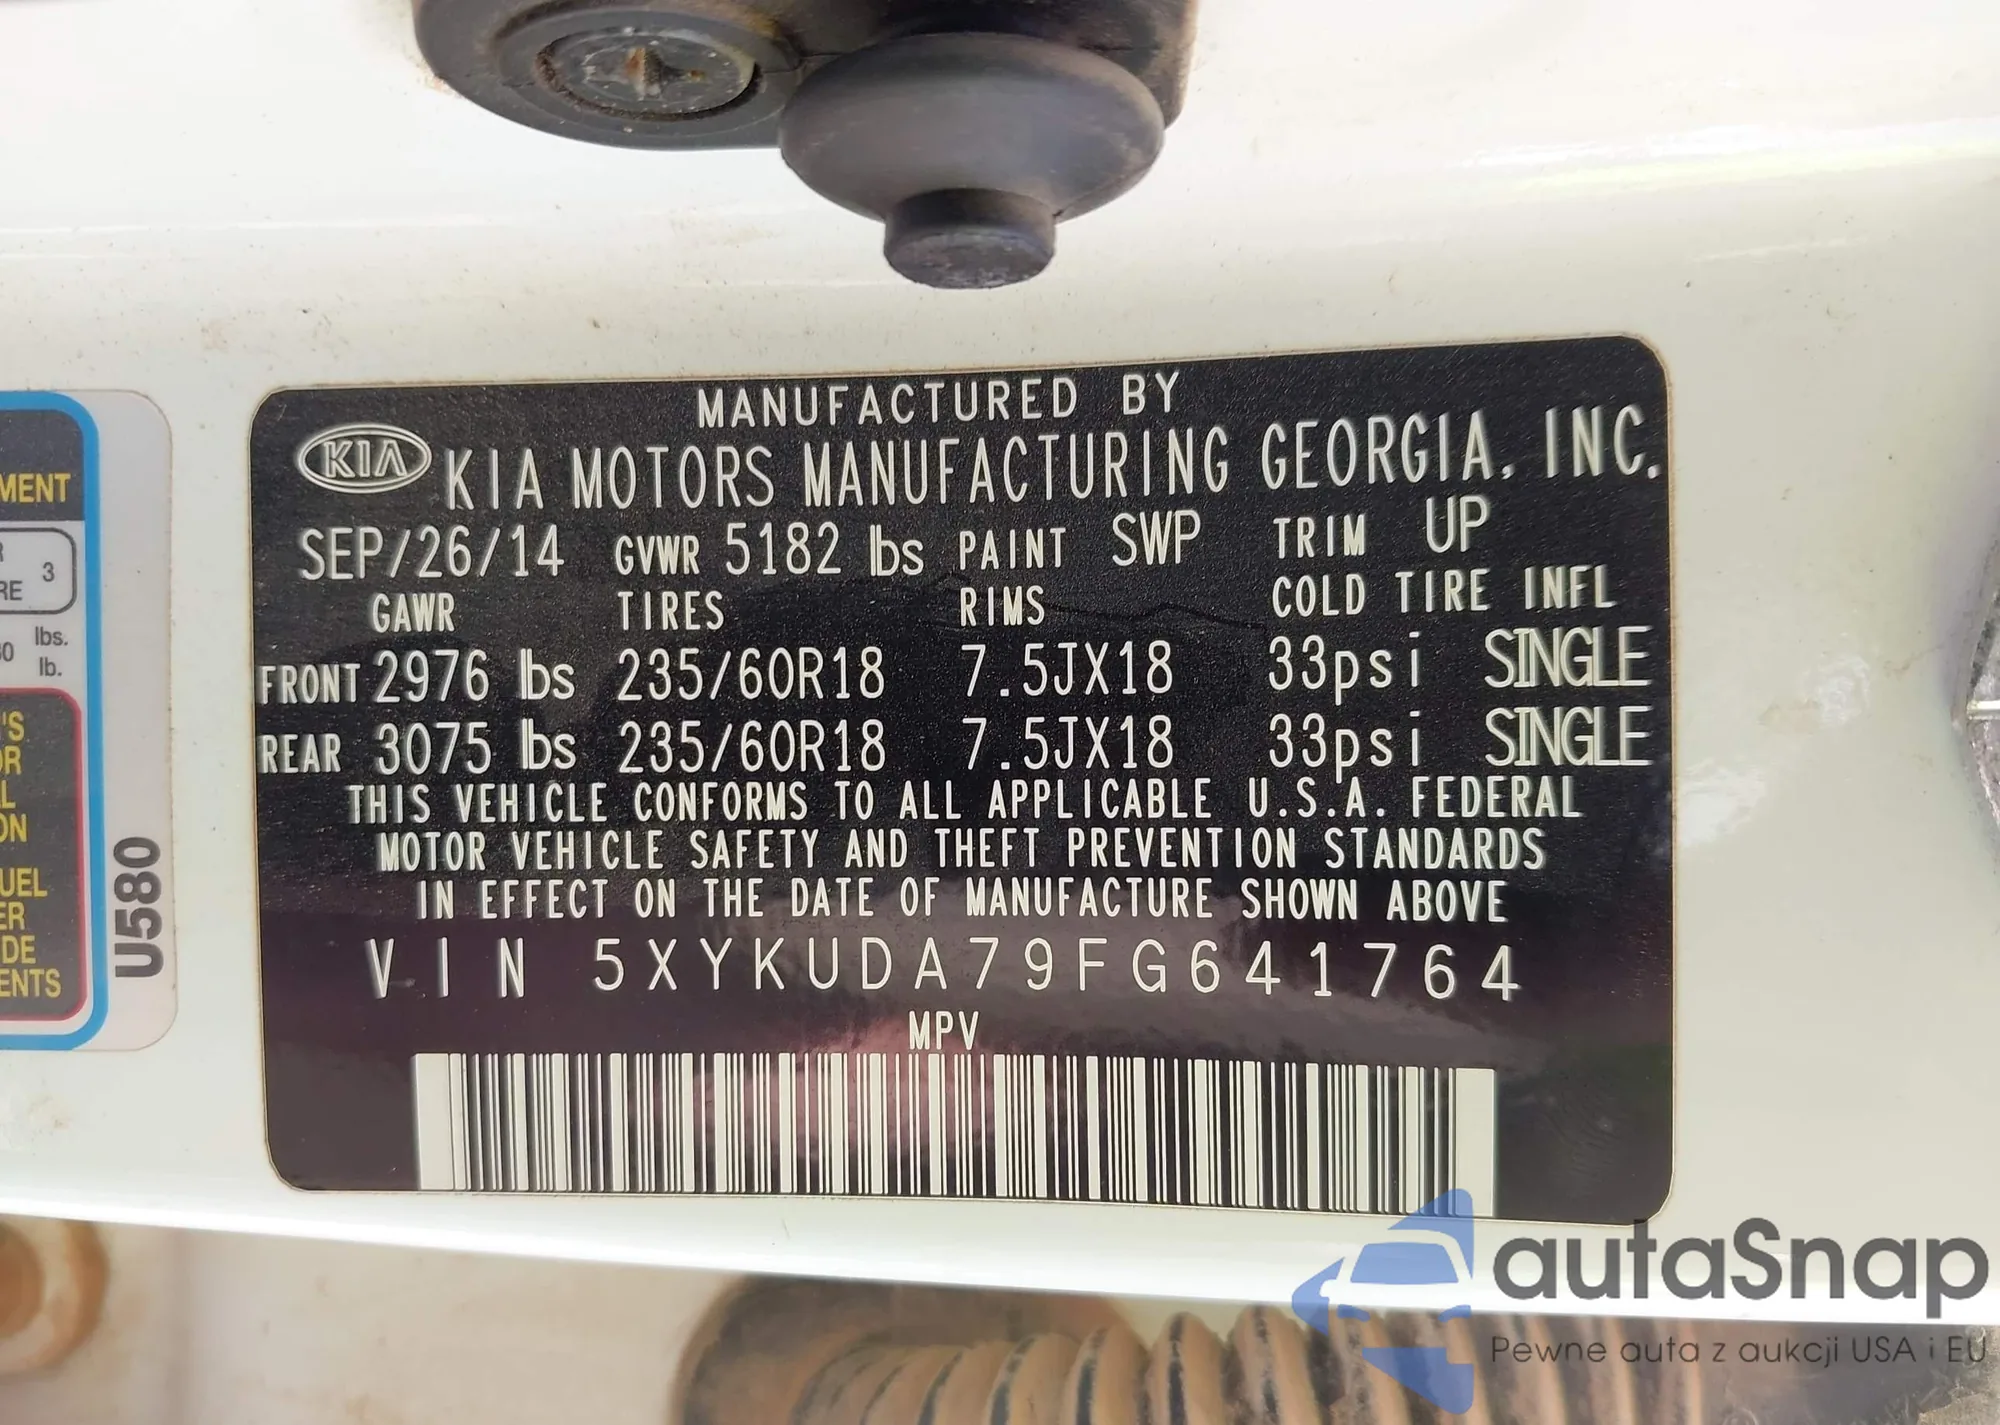 MANUFACTURED BY
KIA KIA MOTORS MANUFACTURING GEORGIA, INC.
SEP/26/14 GVWR 5182 lbs PAINT SWP TRIM UP
GAWR TIRES RIMS COLD TIRE INFL
FRONT 2976 lbs 235/60R18 7.5JX18 33psi SINGLE
REAR 3075 lbs 235/60R18 7.5JX18 33psi SINGLE
THIS VEHICLE CONFORMS TO ALL APPLICABLE U.S.A. FEDERAL
MOTOR VEHICLE SAFETY AND THEFT PREVENTION STANDARDS
IN EFFECT ON THE DATE OF MANUFACTURE SHOWN ABOVE
VIN 5XYKUDA79FG641764
MPV
3
lbs.
lb.
U580
autaSnap
Pewne auta z aukcji USA i EU